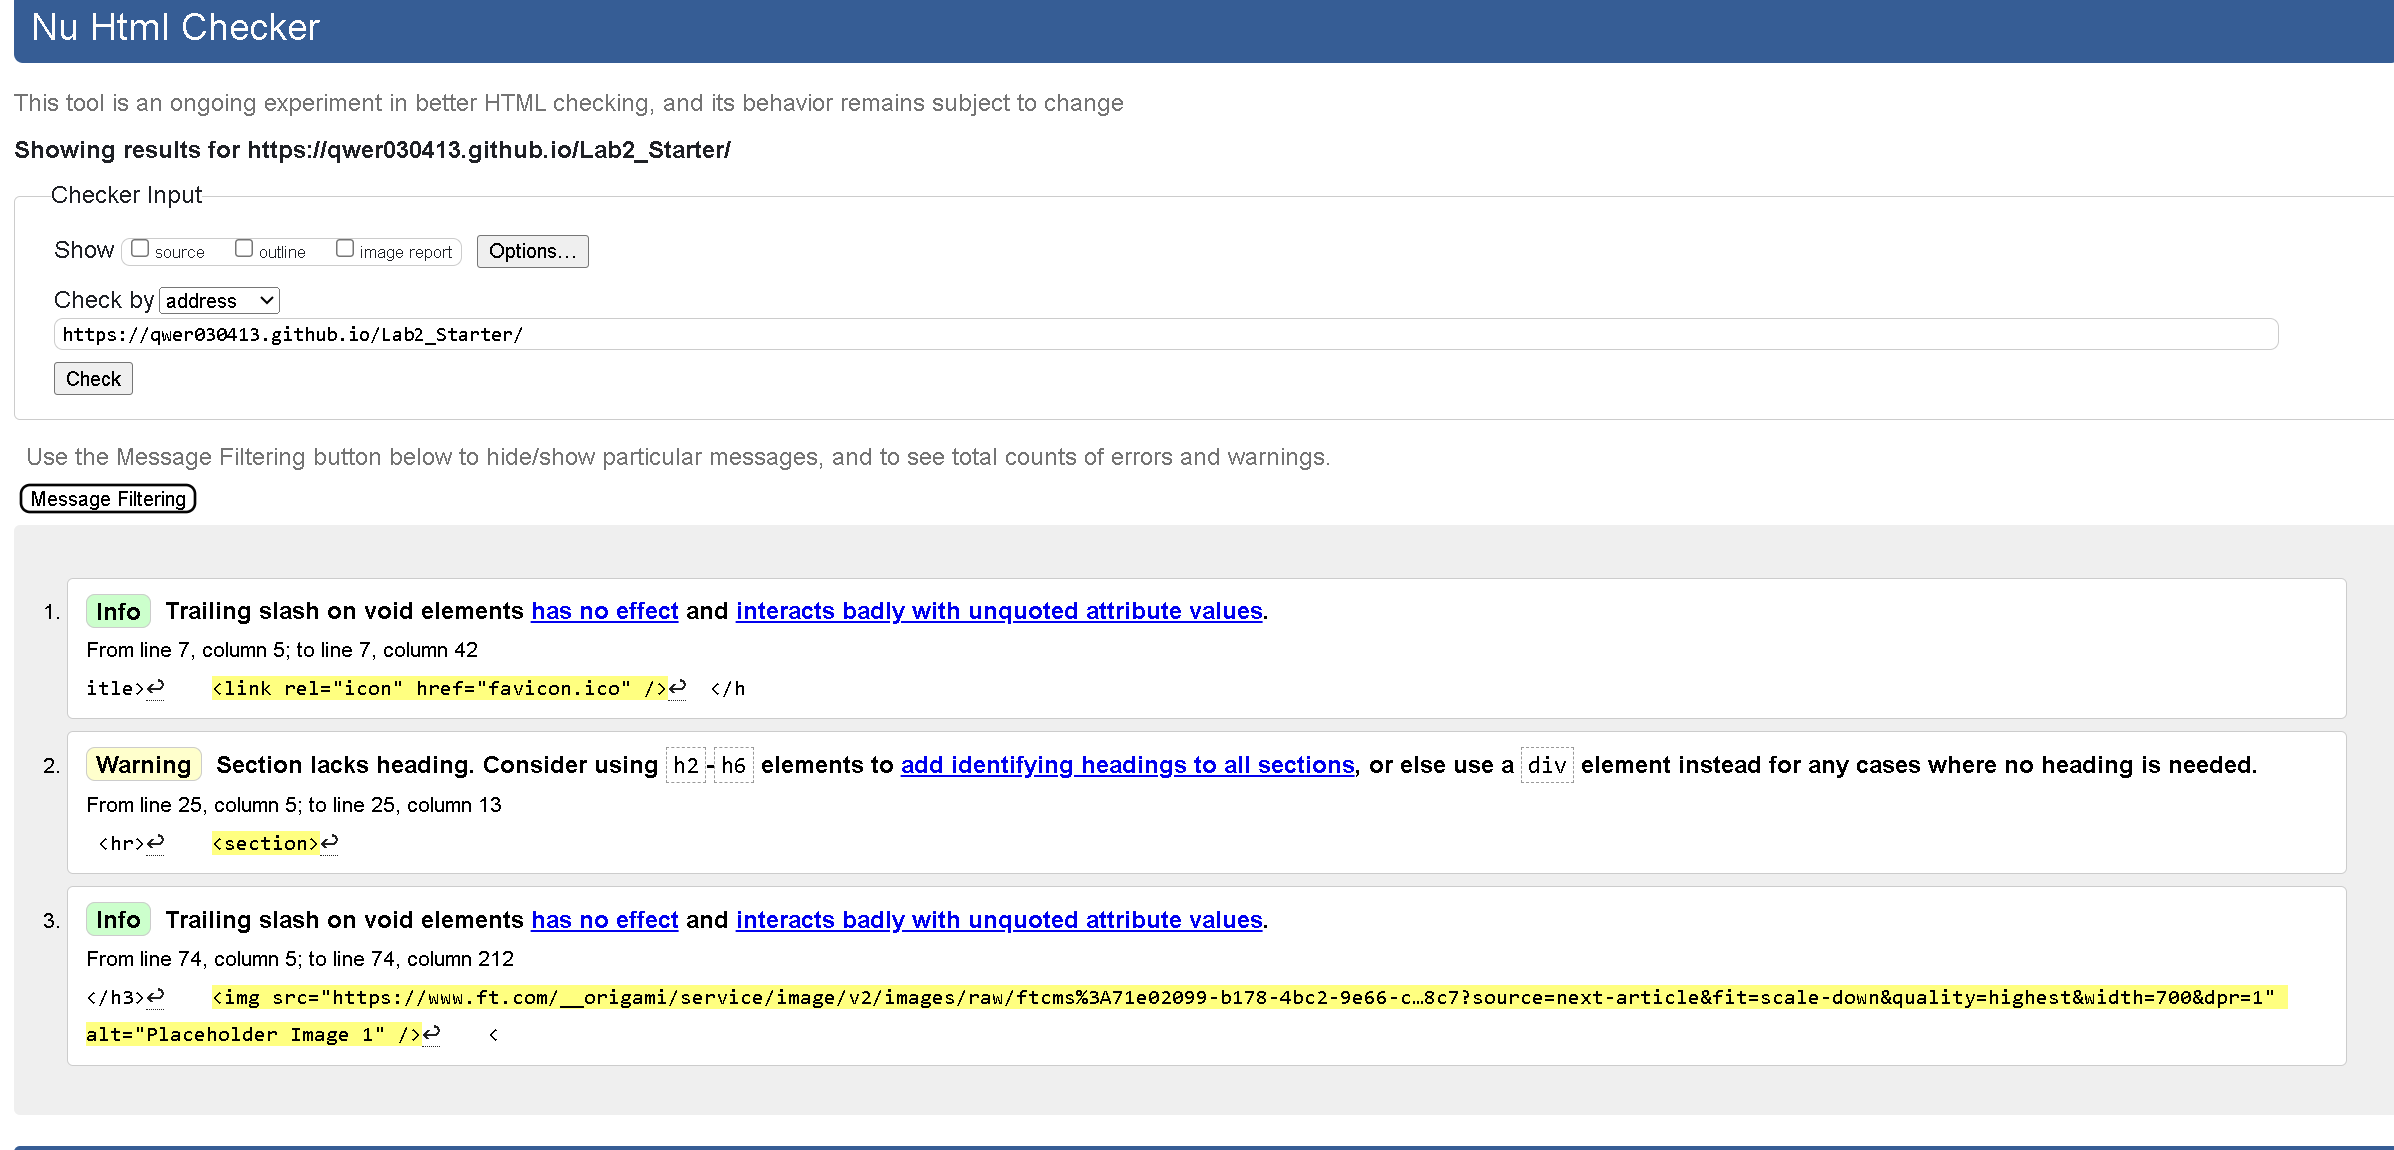 Nu Html Checker
This tool is an ongoing experiment in better HTML checking, and its behavior remains subject to change
Showing results for https://qwer030413.github.io/Lab2_Starter/
Checker Input
Show source outline image report Options...
Check by address
https://qwer030413.github.io/Lab2_Starter/
Check
Use the Message Filtering button below to hide/show particular messages, and to see total counts of errors and warnings.
Message Filtering
1. Info Trailing slash on void elements has no effect and interacts badly with unquoted attribute values.
From line 7, column 5; to line 7, column 42
itle>↩ <link rel="icon" href="favicon.ico" />↩ </h
2. Warning Section lacks heading. Consider using h2-h6 elements to add identifying headings to all sections, or else use a div element instead for any cases where no heading is needed.
From line 25, column 5; to line 25, column 13
<hr>↩ <section>↩
3. Info Trailing slash on void elements has no effect and interacts badly with unquoted attribute values.
From line 74, column 5; to line 74, column 212
</h3>↩ <img src="https://www.ft.com/__origami/service/image/v2/images/raw/ftcms%3A71e02099-b178-4bc2-9e66-c…8c7?source=next-article&fit=scale-down&quality=highest&width=700&dpr=1"
alt="Placeholder Image 1" />↩ <